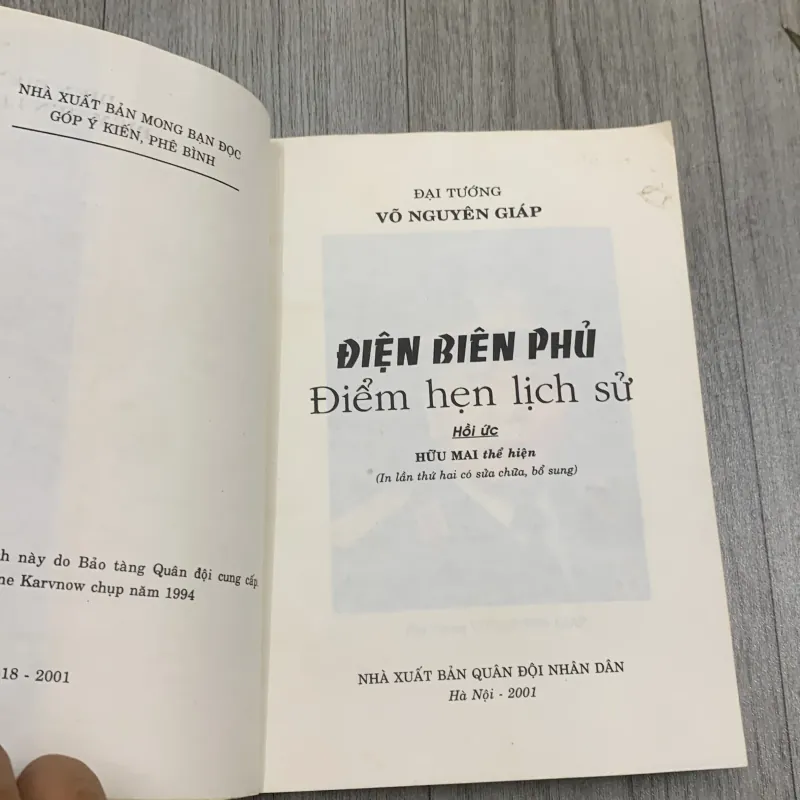 NHÀ XUẤT BẢN MONG BẠN ĐỌC
GÓP Ý KIẾN, PHÊ BÌNH
này do Bảo tàng Quân đội cung cấp.
Karvnow chụp năm 1994
18 - 2001
ĐẠI TƯỚNG
VÕ NGUYÊN GIÁP
ĐIỆN BIÊN PHỦ
Điểm hẹn lịch sử
Hồi ức
HỮU MAI thể hiện
(In lần thứ hai có sửa chữa, bổ sung)
NHÀ XUẤT BẢN QUÂN ĐỘI NHÂN DÂN
Hà Nội - 2001